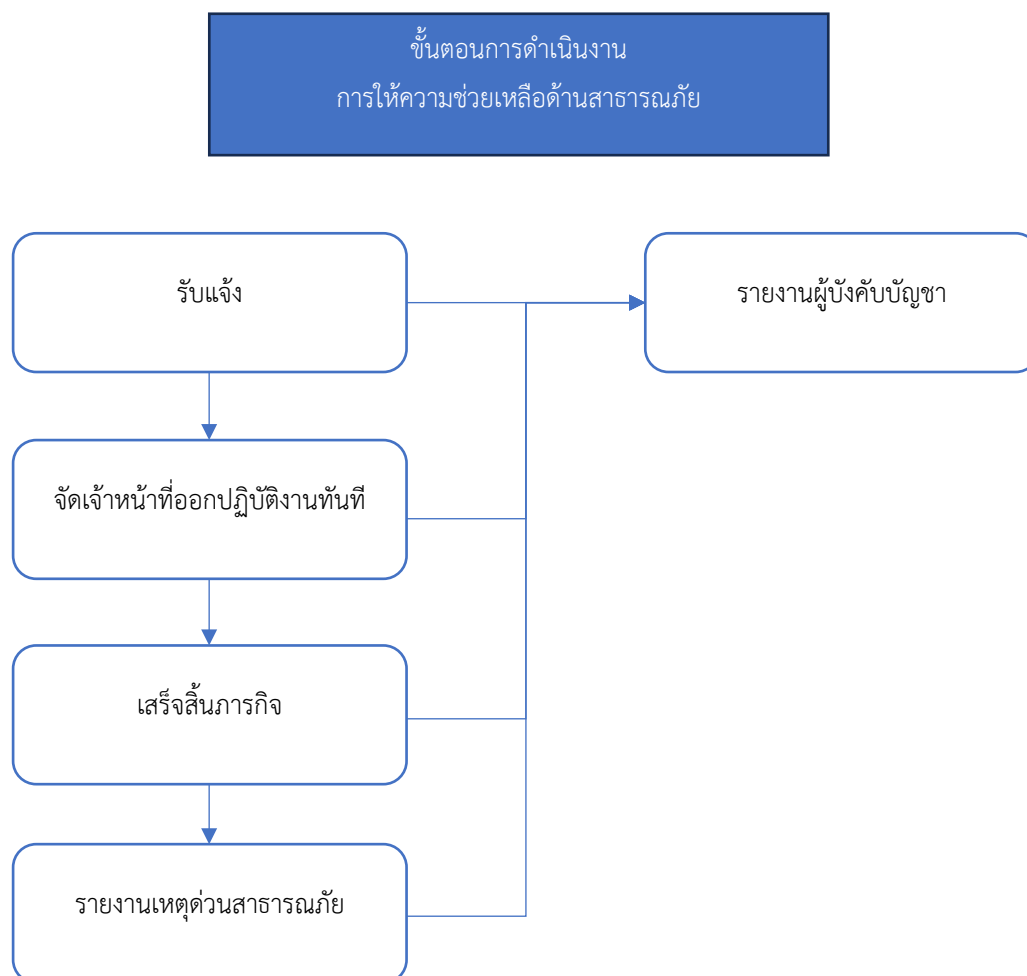 ขั้นตอนการดำเนินงาน
การให้ความช่วยเหลือด้านสาธารณภัย
รับแจ้ง
รายงานผู้บังคับบัญชา
จัดเจ้าหน้าที่ออกปฏิบัติงานทันที
เสร็จสิ้นภารกิจ
รายงานเหตุด่วนสาธารณภัย